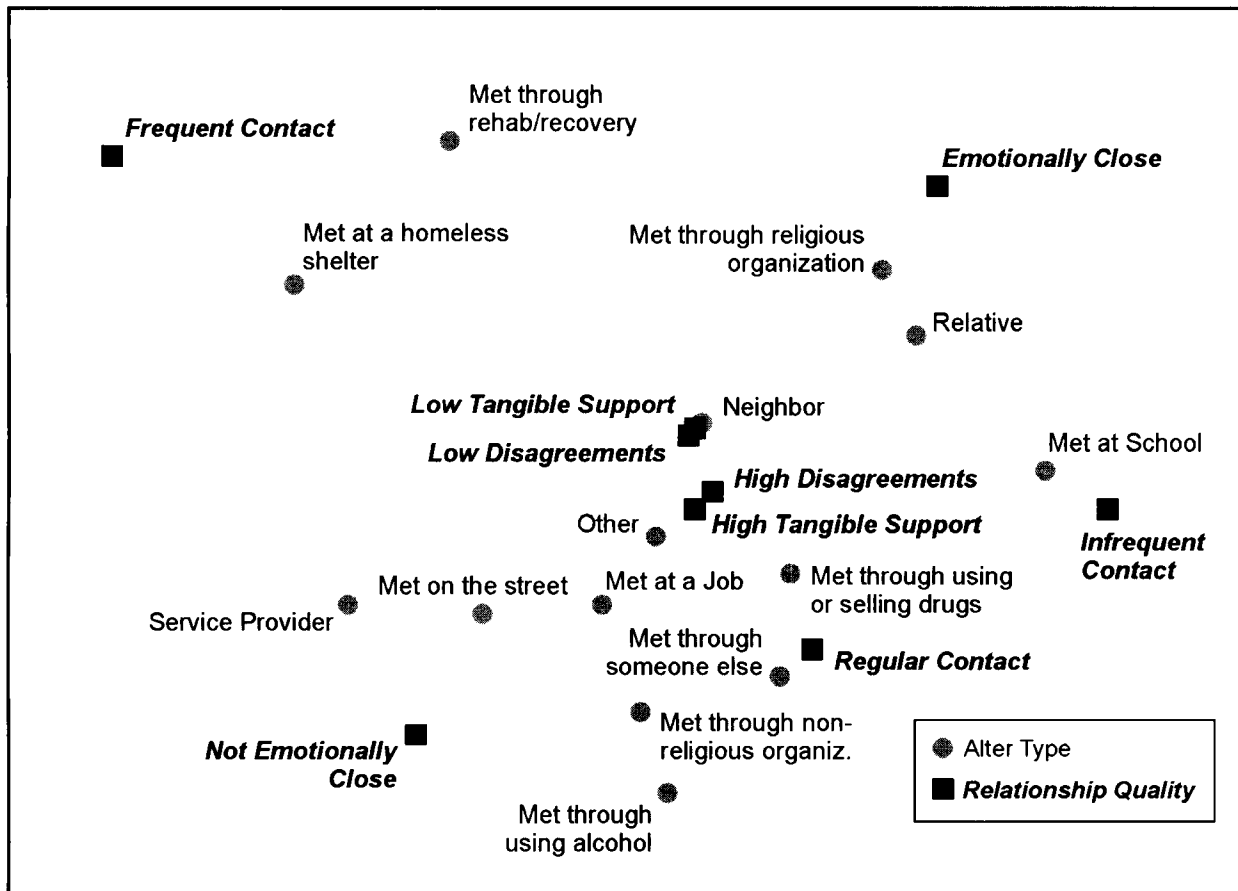 Met through
rehab/recovery
Frequent Contact
Emotionally Close
Met at a homeless
shelter
Met through religious
organization
Relative
Low Tangible Support
Neighbor
Low Disagreements
Met at School
High Disagreements
Other
High Tangible Support
Infrequent
Contact
Met on the street
Met at a Job
Met through using
or selling drugs
Service Provider
Met through
someone else
Regular Contact
Met through non-
religious organiz.
Not Emotionally
Close
Met through
using alcohol
Alter Type
Relationship Quality